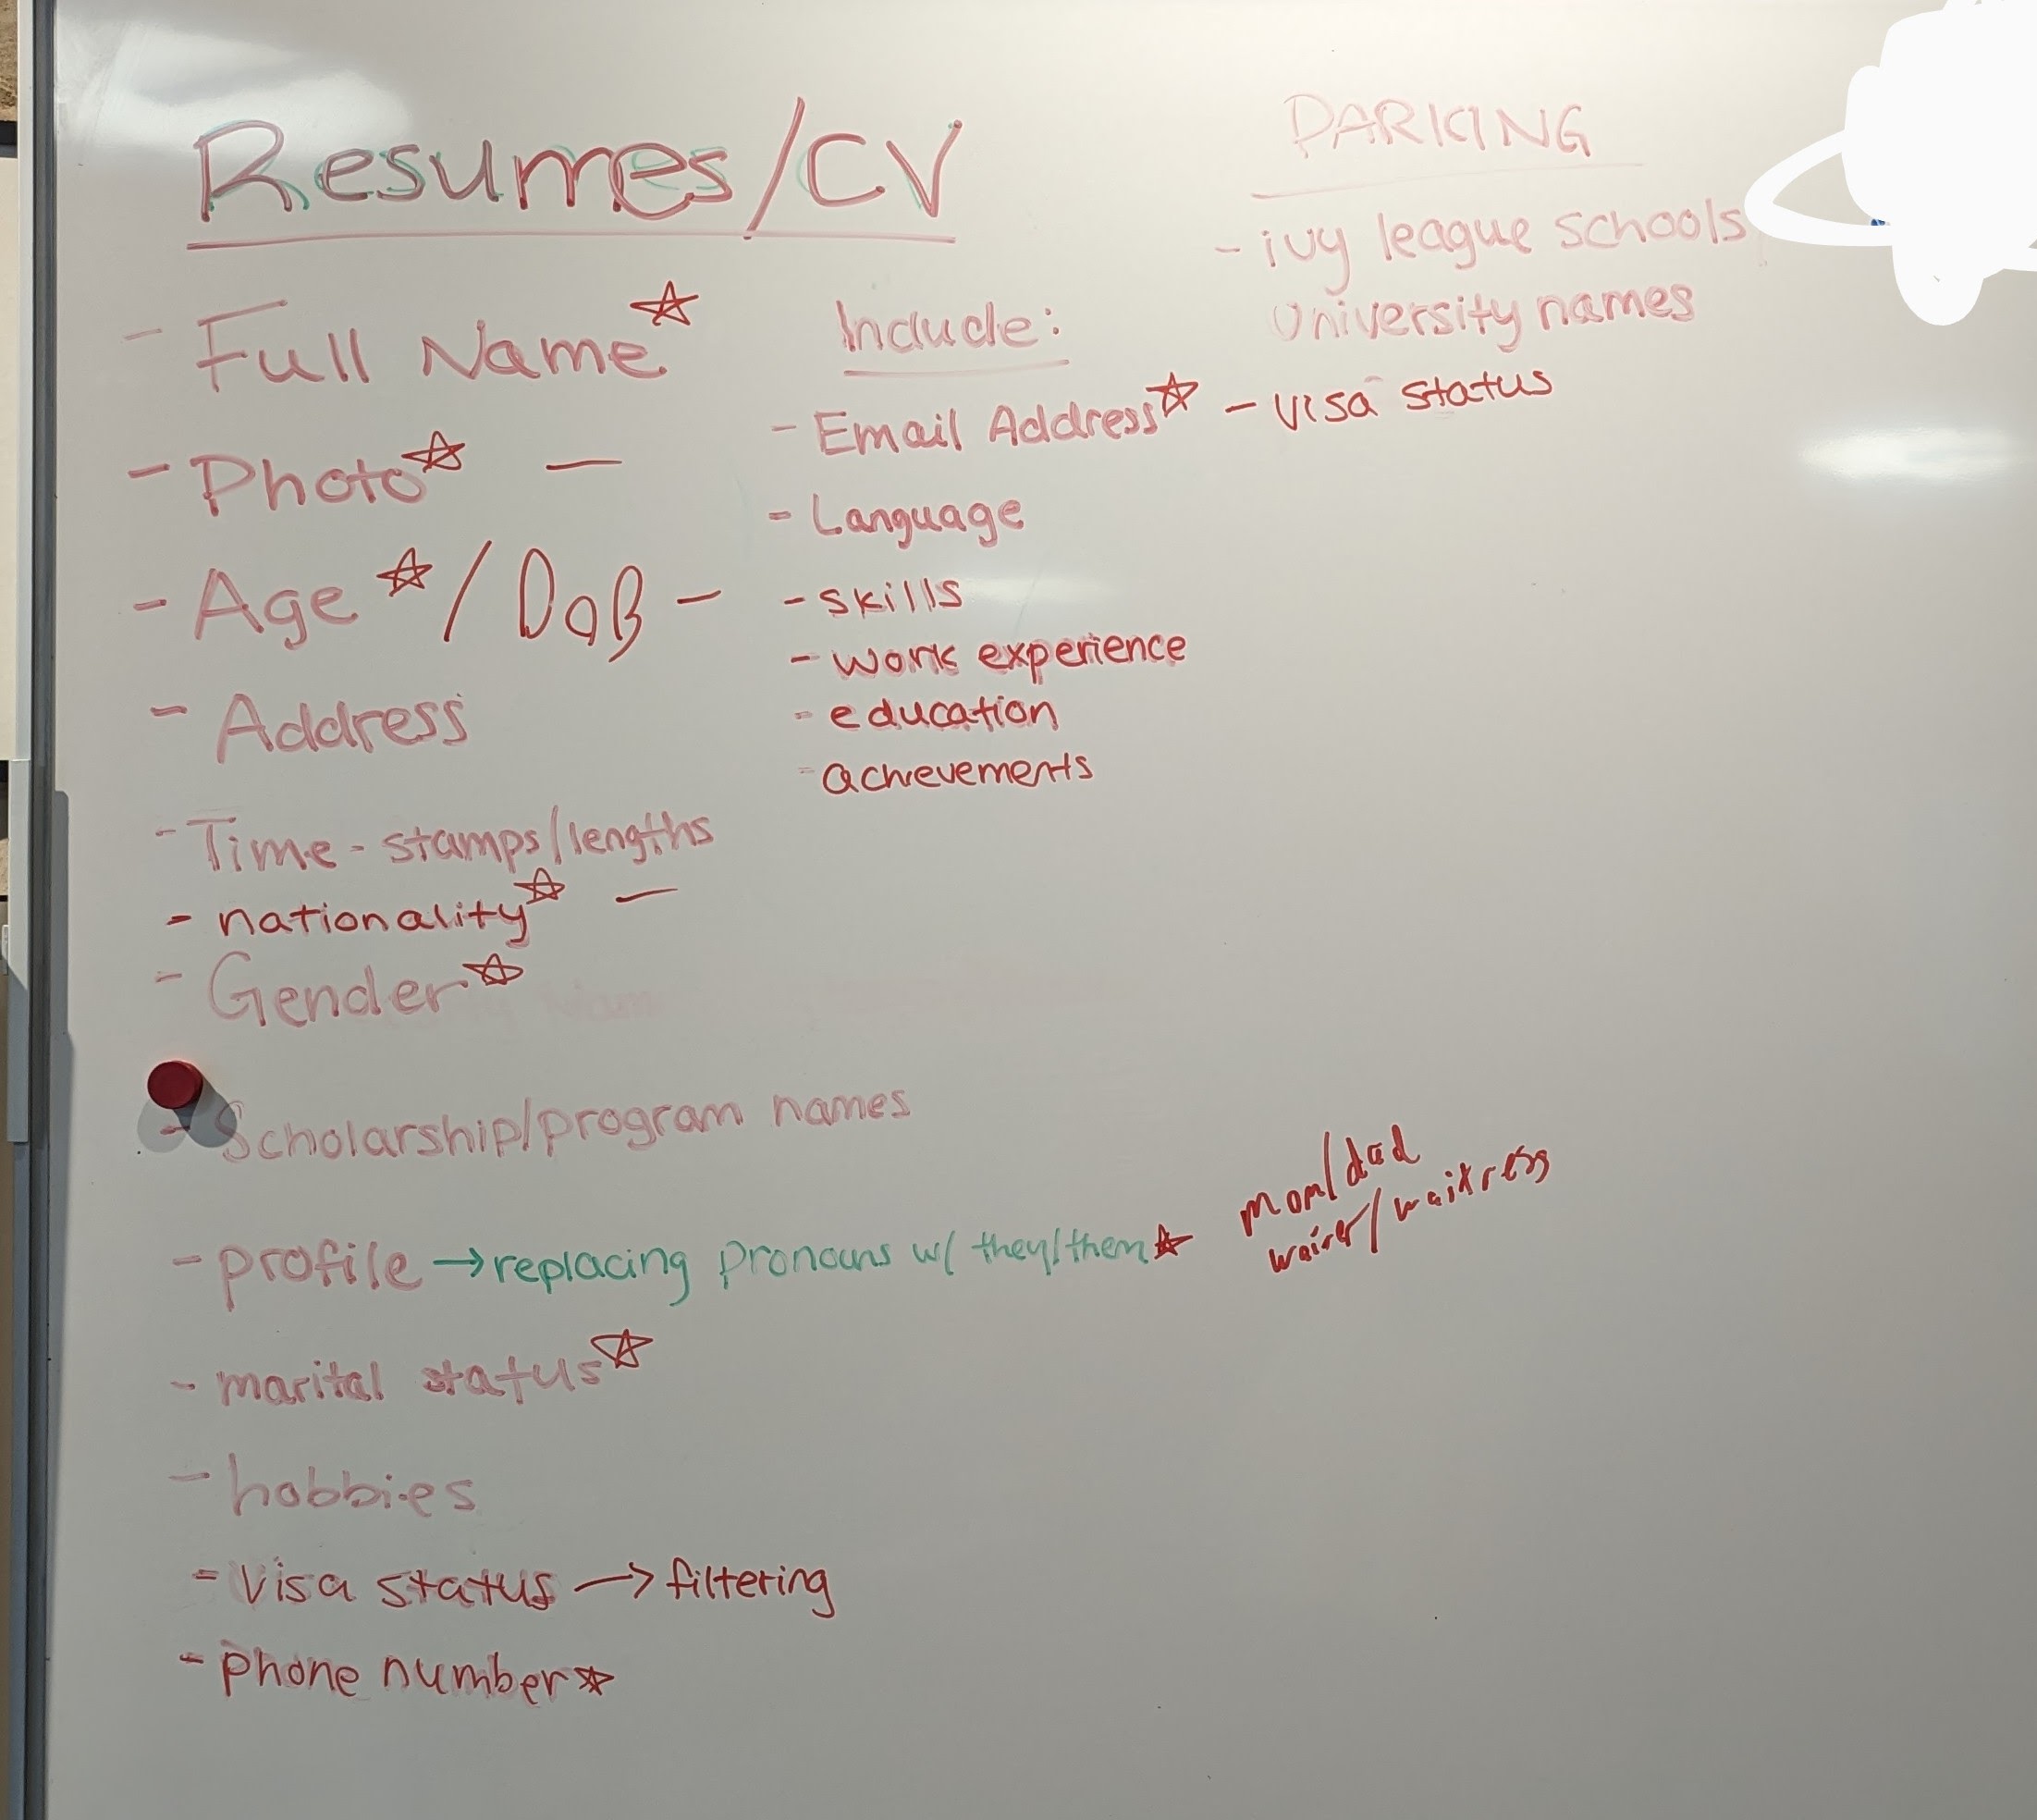 Resumes/CV
- Full Name☆
- Photo☆ —
- Age☆/DOB -
- Address
- Time-stamps/lengths
- nationality☆ —
- Gender☆
- Scholarship/program names
- profile → replacing pronouns w/ they/them☆
mom/dad
waiter/waitress
- marital status☆
- hobbies
- Visa status → filtering
- phone number☆
Include:
- Email Address☆
- Language
- skills
- work experience
- education
- achievements
PARKING
- ivy league schools
University names
- visa status